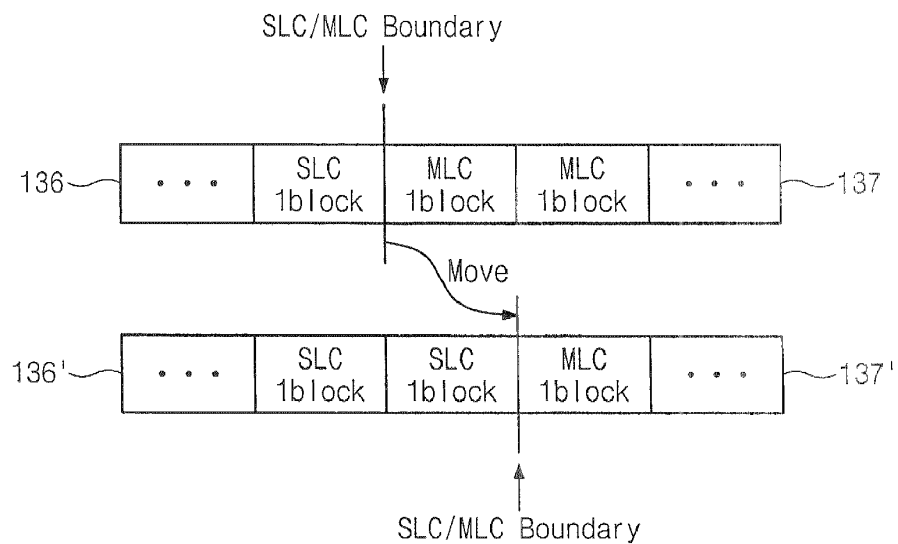 SLC/MLC Boundary
136
• • •
SLC
1block
MLC
1block
MLC
1block
• • •
137
Move
136'
• • •
SLC
1block
SLC
1block
MLC
1block
• • •
137'
SLC/MLC Boundary